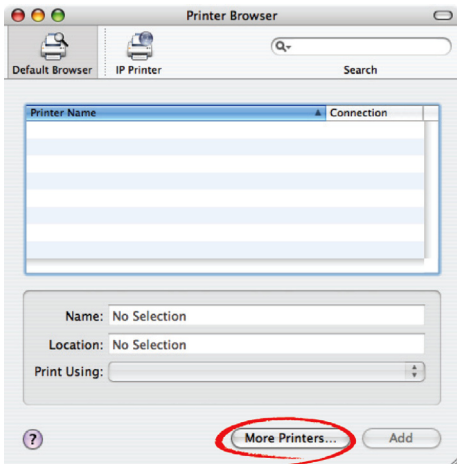 Printer Browser
Default Browser IP Printer Search
Printer Name Connection
Name: No Selection
Location: No Selection
Print Using:
? More Printers... Add